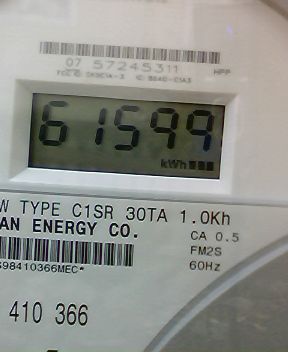 07 57245311 HPP
61599
kWh
W TYPE C1SR 30TA 1.0Kh
AN ENERGY CO.
CA 0.5
FM2S
60Hz
S98410366MEC*
410 366